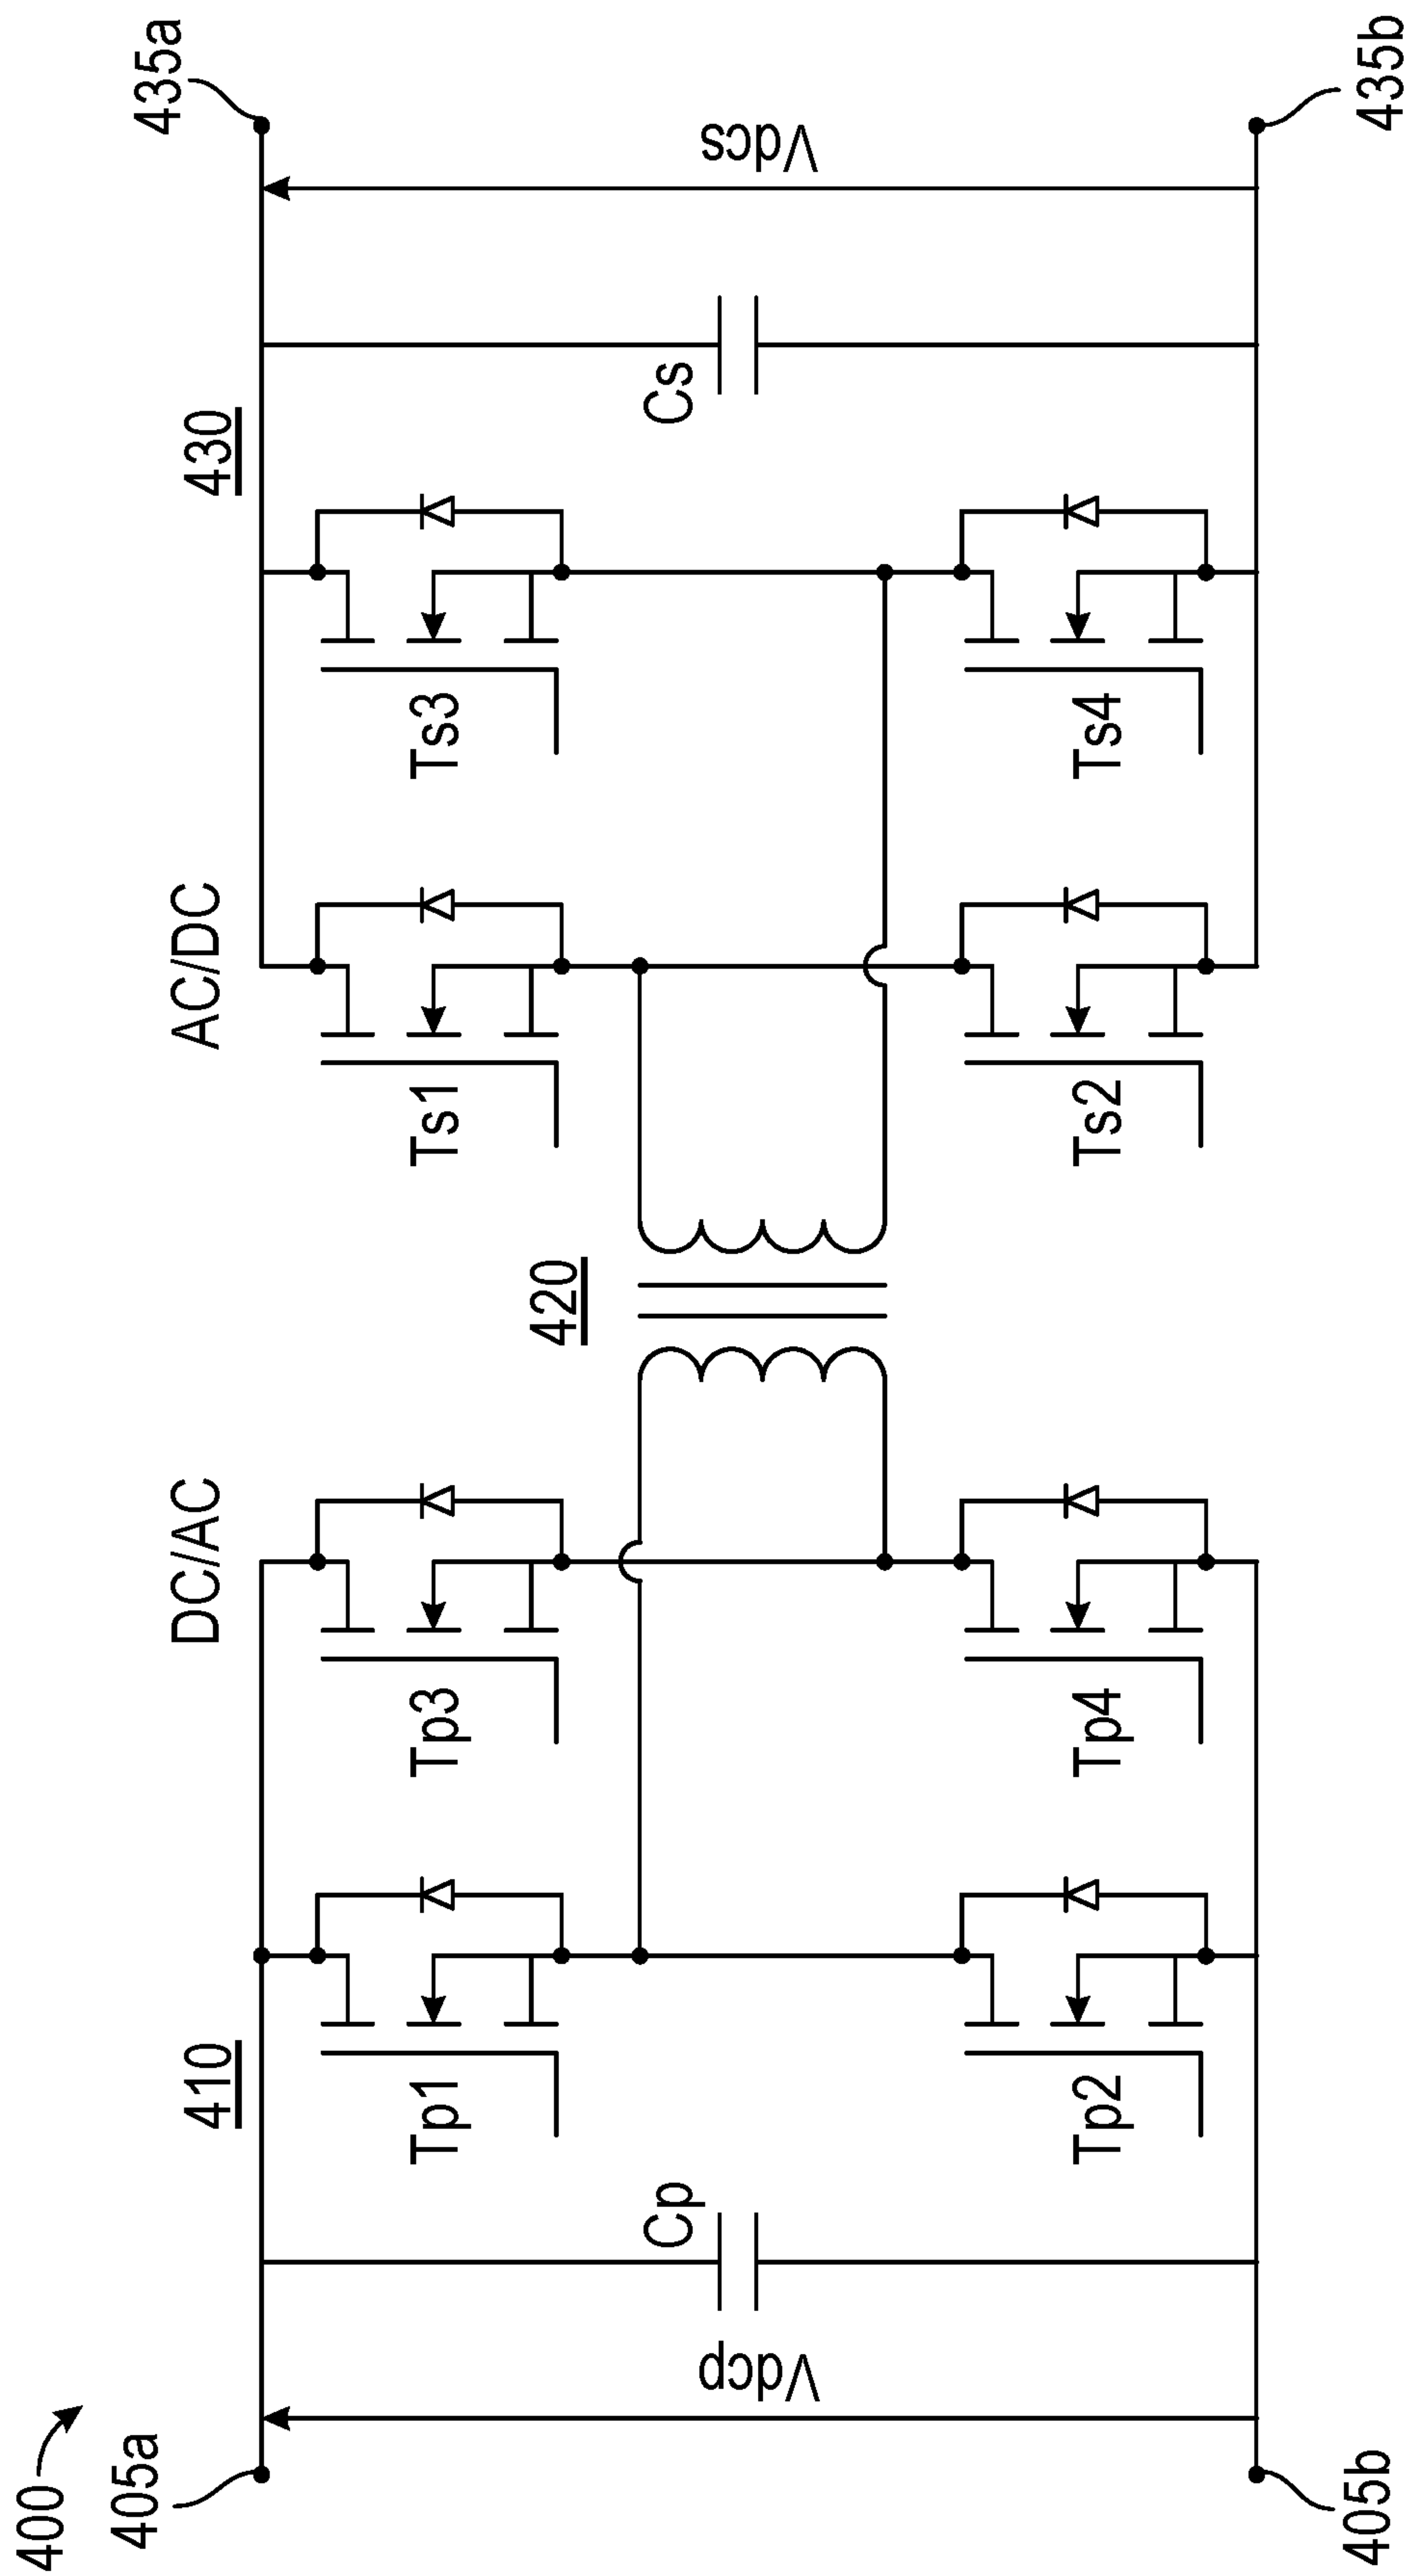 400
405a
405b
Vdcp
Cp
410
DC/AC
Tp1
Tp2
Tp3
Tp4
420
AC/DC
430
Ts1
Ts2
Ts3
Ts4
Cs
Vdcs
435a
435b